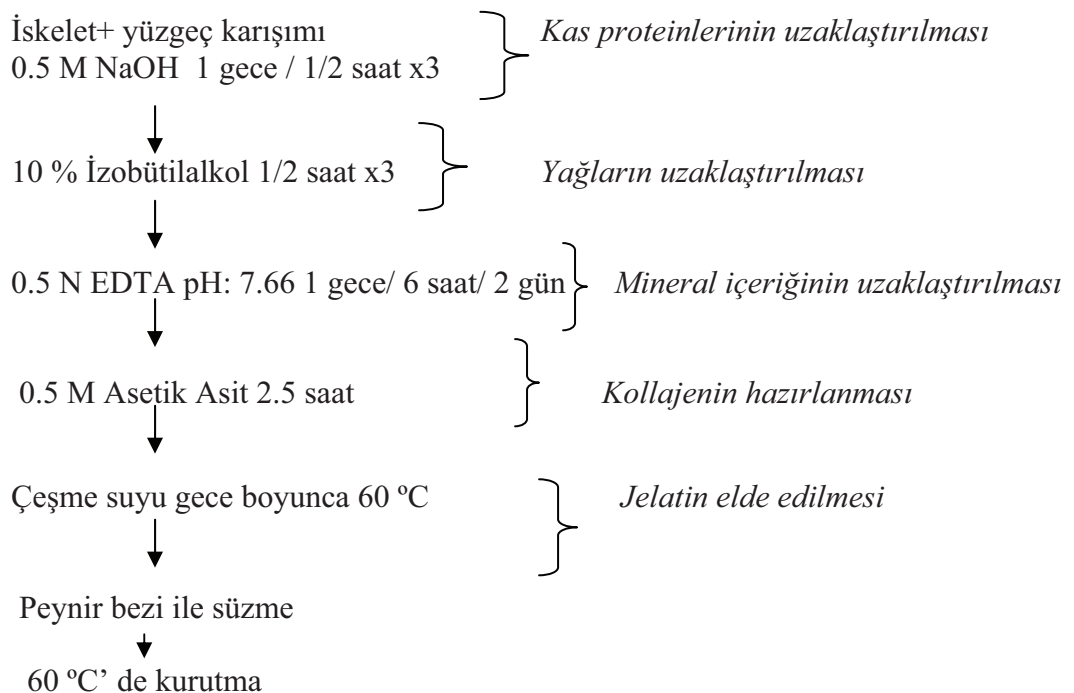 İskelet+ yüzgeç karışımı
Kas proteinlerinin uzaklaştırılması
0.5 M NaOH 1 gece / 1/2 saat x3
10 % İzobütilalkol 1/2 saat x3
Yağların uzaklaştırılması
0.5 N EDTA pH: 7.66 1 gece/ 6 saat/ 2 gün
Mineral içeriğinin uzaklaştırılması
0.5 M Asetik Asit 2.5 saat
Kollajenin hazırlanması
Çeşme suyu gece boyunca 60 ºC
Jelatin elde edilmesi
Peynir bezi ile süzme
60 ºC’ de kurutma